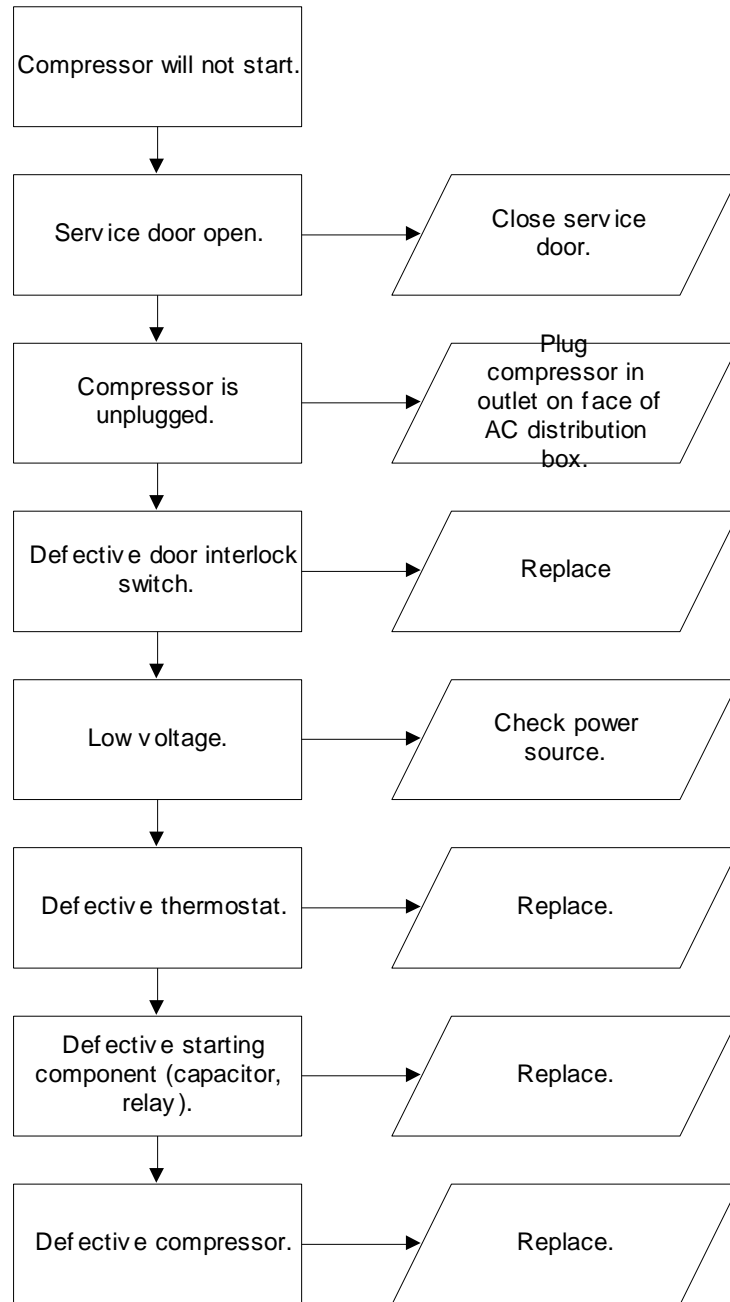 Compressor will not start.
Service door open.
Close service
door.
Compressor is
unplugged.
Plug
compressor in
outlet on face of
AC distribution
box.
Defective door interlock
switch.
Replace
Low voltage.
Check power
source.
Defective thermostat.
Replace.
Defective starting
component (capacitor,
relay).
Replace.
Defective compressor.
Replace.